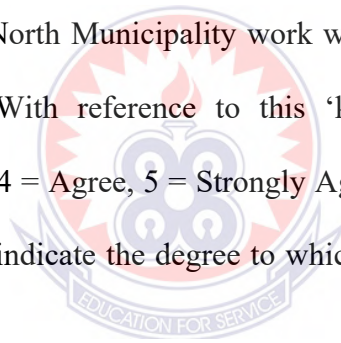 North Municipality work w
With reference to this ‘
4 = Agree, 5 = Strongly Ag
indicate the degree to whic
EDUCATION FOR SERVICE